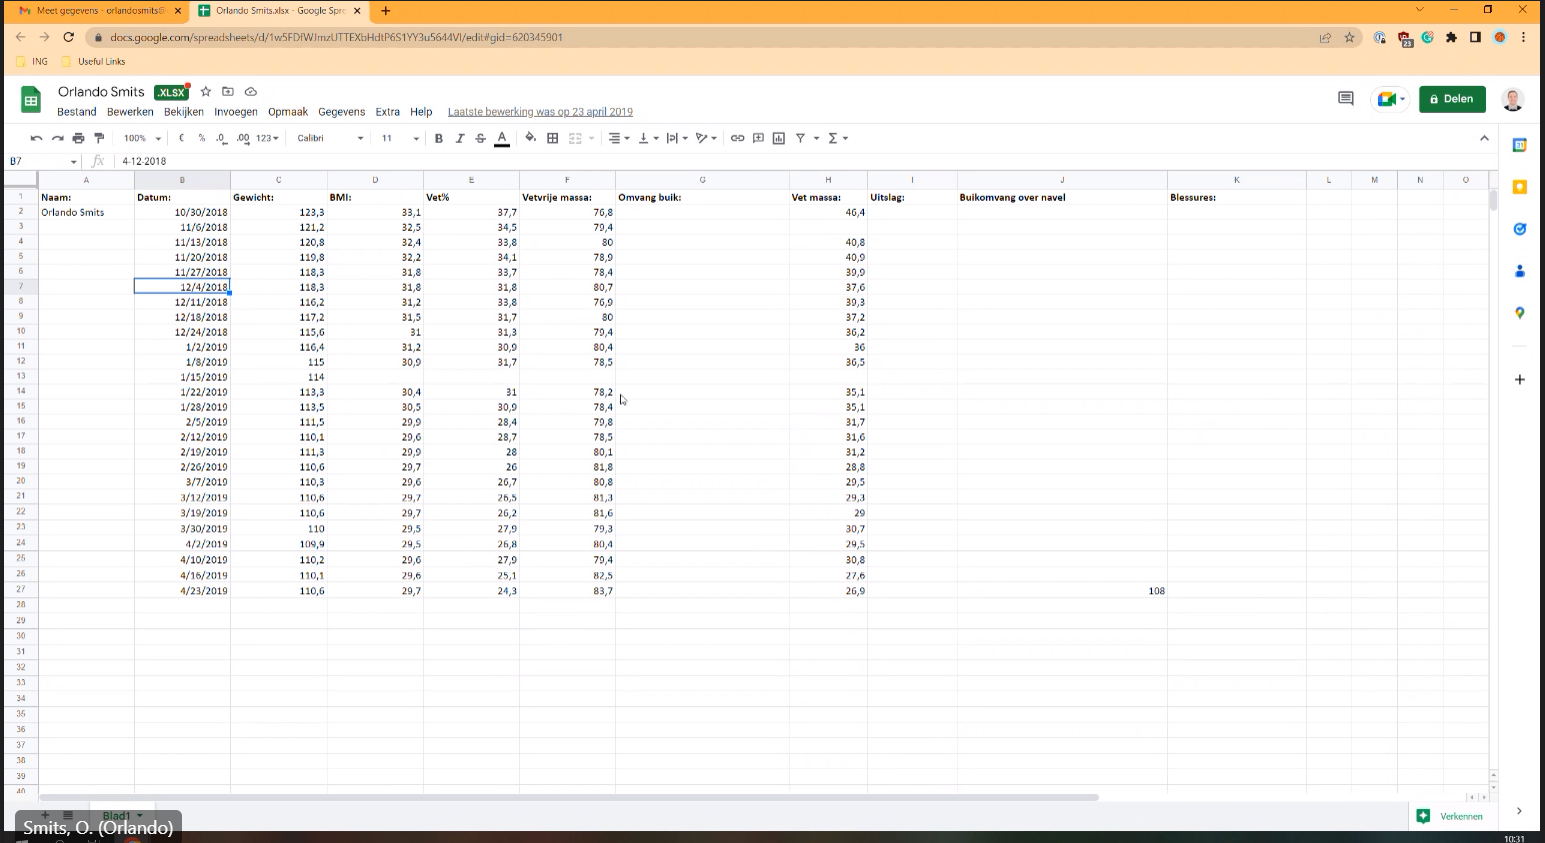 Meet gegevens - orlandosmits@
Orlando Smits.xlsx - Google Spre
docs.google.com/spreadsheets/d/1w5FDfWJmzUTTEXbHdtP6S1YY3u5644VI/edit#gid=620345901
23
ING Useful Links
Orlando Smits .XLSX
Bestand Bewerken Bekijken Invoegen Opmaak Gegevens Extra Help Laatste bewerking was op 23 april 2019
Delen
100% € % .0 .00 123 Calibri 11 B I S A
B7 fx 4-12-2018
A B C D E F G H I J K L M N O
1 Naam: Datum: Gewicht: BMI: Vet% Vetvrije massa: Omvang buik: Vet massa: Uitslag: Buikomvang over navel Blessures:
2 Orlando Smits 10/30/2018 123,3 33,1 37,7 76,8 46,4
3 11/6/2018 121,2 32,5 34,5 79,4
4 11/13/2018 120,8 32,4 33,8 80 40,8
5 11/20/2018 119,8 32,2 34,1 78,9 40,9
6 11/27/2018 118,3 31,8 33,7 78,4 39,9
7 12/4/2018 118,3 31,8 31,8 80,7 37,6
8 12/11/2018 116,2 31,2 33,8 76,9 39,3
9 12/18/2018 117,2 31,5 31,7 80 37,2
10 12/24/2018 115,6 31 31,3 79,4 36,2
11 1/2/2019 116,4 31,2 30,9 80,4 36
12 1/8/2019 115 30,9 31,7 78,5 36,5
13 1/15/2019 114
14 1/22/2019 113,3 30,4 31 78,2 35,1
15 1/28/2019 113,5 30,5 30,9 78,4 35,1
16 2/5/2019 111,5 29,9 28,4 79,8 31,7
17 2/12/2019 110,1 29,6 28,7 78,5 31,6
18 2/19/2019 111,3 29,9 28 80,1 31,2
19 2/26/2019 110,6 29,7 26 81,8 28,8
20 3/7/2019 110,3 29,6 26,7 80,8 29,5
21 3/12/2019 110,6 29,7 26,5 81,3 29,3
22 3/19/2019 110,6 29,7 26,2 81,6 29
23 3/30/2019 110 29,5 27,9 79,3 30,7
24 4/2/2019 109,9 29,5 26,8 80,4 29,5
25 4/10/2019 110,2 29,6 27,9 79,4 30,8
26 4/16/2019 110,1 29,6 25,1 82,5 27,6
27 4/23/2019 110,6 29,7 24,3 83,7 26,9 108
28
29
30
31
32
33
34
35
36
37
38
39
40
Blad1
Verkennen
Smits, O. (Orlando)
10:31